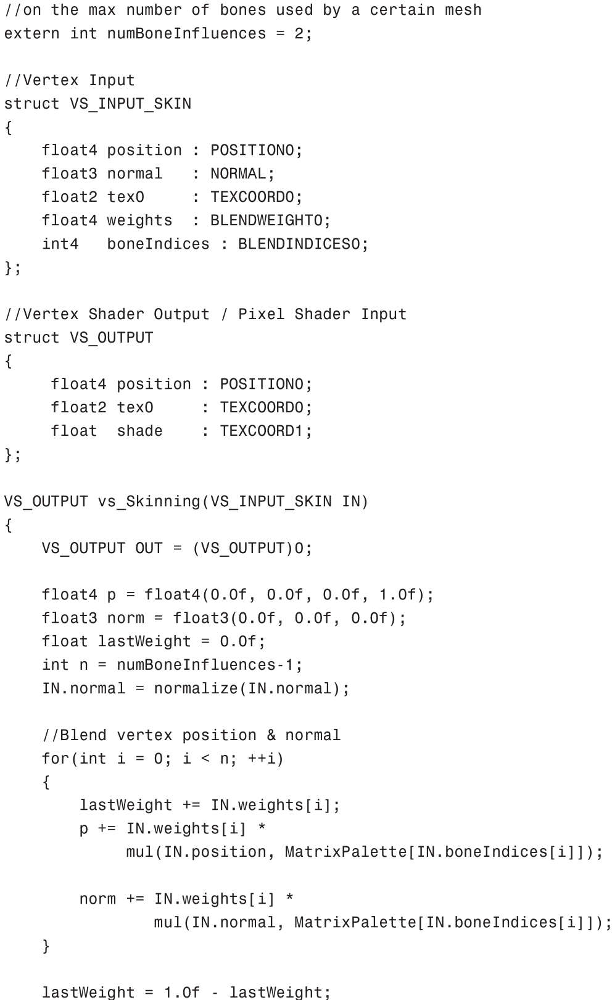 //on the max number of bones used by a certain mesh
extern int numBoneInfluences = 2;
//Vertex Input
struct VS_INPUT_SKIN
{
float4 position : POSITION0;
float3 normal : NORMAL;
float2 tex0 : TEXCOORD0;
float4 weights : BLENDWEIGHT0;
int4 boneIndices : BLENDINDICES0;
};
//Vertex Shader Output / Pixel Shader Input
struct VS_OUTPUT
{
float4 position : POSITION0;
float2 tex0 : TEXCOORD0;
float shade : TEXCOORD1;
};
VS_OUTPUT vs_Skinning(VS_INPUT_SKIN IN)
{
VS_OUTPUT OUT = (VS_OUTPUT)0;
float4 p = float4(0.0f, 0.0f, 0.0f, 1.0f);
float3 norm = float3(0.0f, 0.0f, 0.0f);
float lastWeight = 0.0f;
int n = numBoneInfluences-1;
IN.normal = normalize(IN.normal);
//Blend vertex position & normal
for(int i = 0; i < n; ++i)
{
lastWeight += IN.weights[i];
p += IN.weights[i] *
mul(IN.position, MatrixPalette[IN.boneIndices[i]]);
norm += IN.weights[i] *
mul(IN.normal, MatrixPalette[IN.boneIndices[i]]);
}
lastWeight = 1.0f - lastWeight;